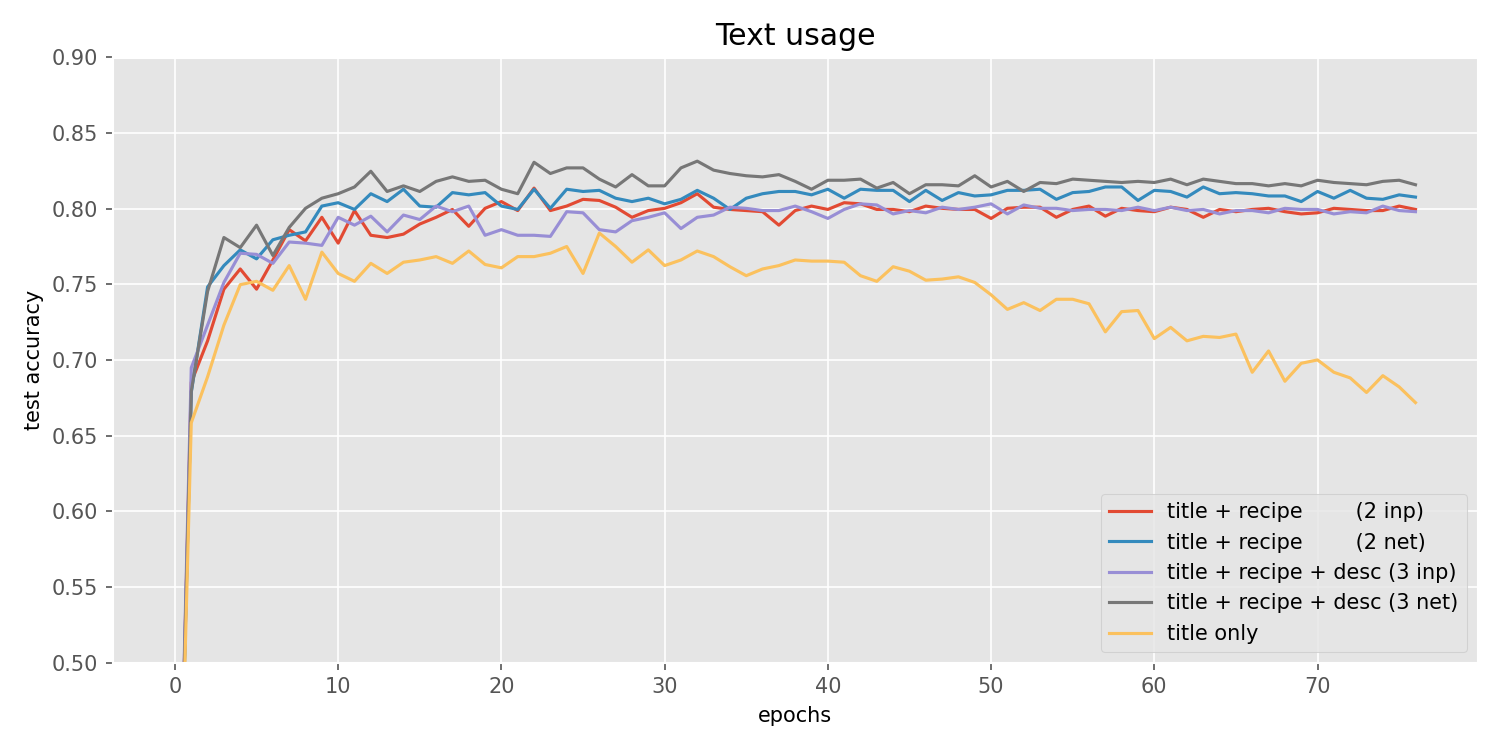 Text usage
0.90
0.85
0.80
0.75
0.70
0.65
0.60
0.55
0.50
test accuracy
0 10 20 30 40 50 60 70
epochs
title + recipe (2 inp)
title + recipe (2 net)
title + recipe + desc (3 inp)
title + recipe + desc (3 net)
title only